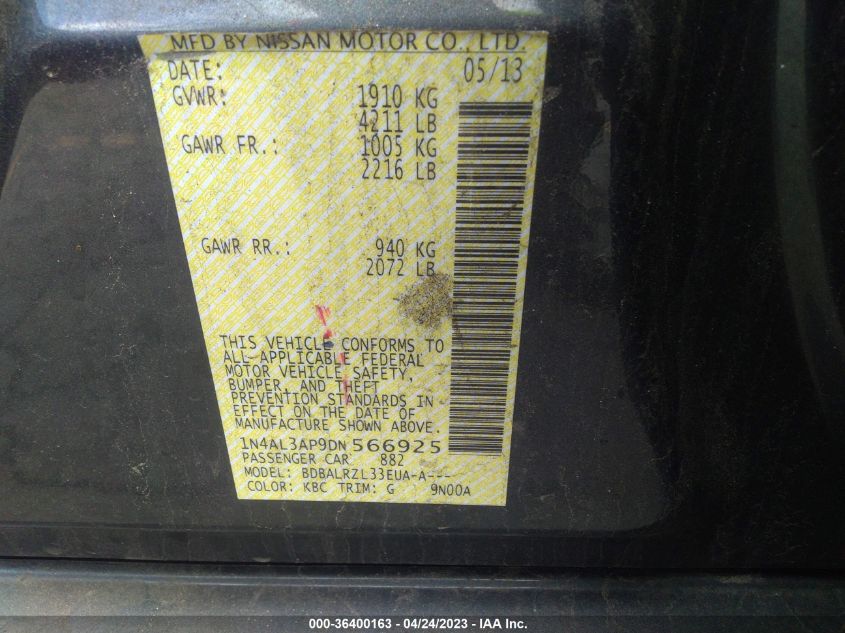 MFD BY NISSAN MOTOR CO., LTD.
DATE: 05/13
GVWR: 1910 KG
4211 LB
GAWR FR.: 1005 KG
2216 LB
GAWR RR.: 940 KG
2072 LB
THIS VEHICLE CONFORMS TO
ALL APPLICABLE FEDERAL
MOTOR VEHICLE SAFETY,
BUMPER, AND THEFT
PREVENTION STANDARDS IN
EFFECT ON THE DATE OF
MANUFACTURE SHOWN ABOVE.
1N4AL3AP9DN566925
PASSENGER CAR 882
MODEL: BDBALRZL33EUA-A---
COLOR: KBC TRIM: G 9N00A
000-36400163 - 04/24/2023 - IAA Inc.